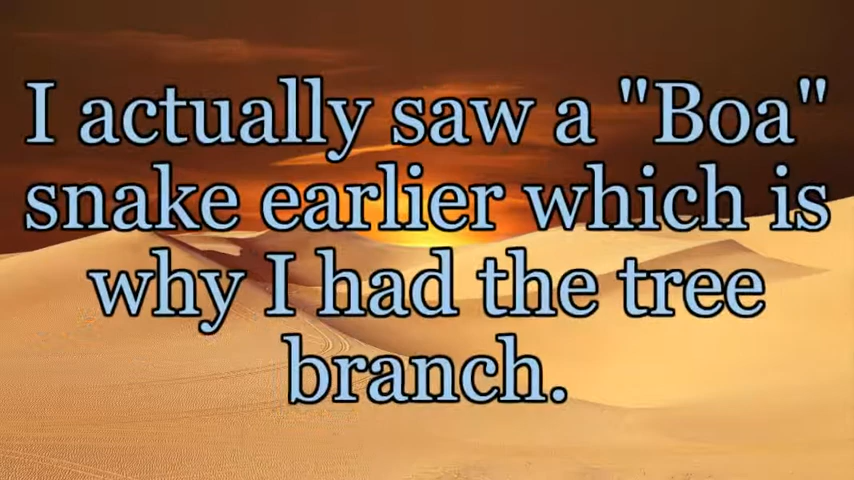 I actually saw a "Boa"
snake earlier which is
why I had the tree
branch.